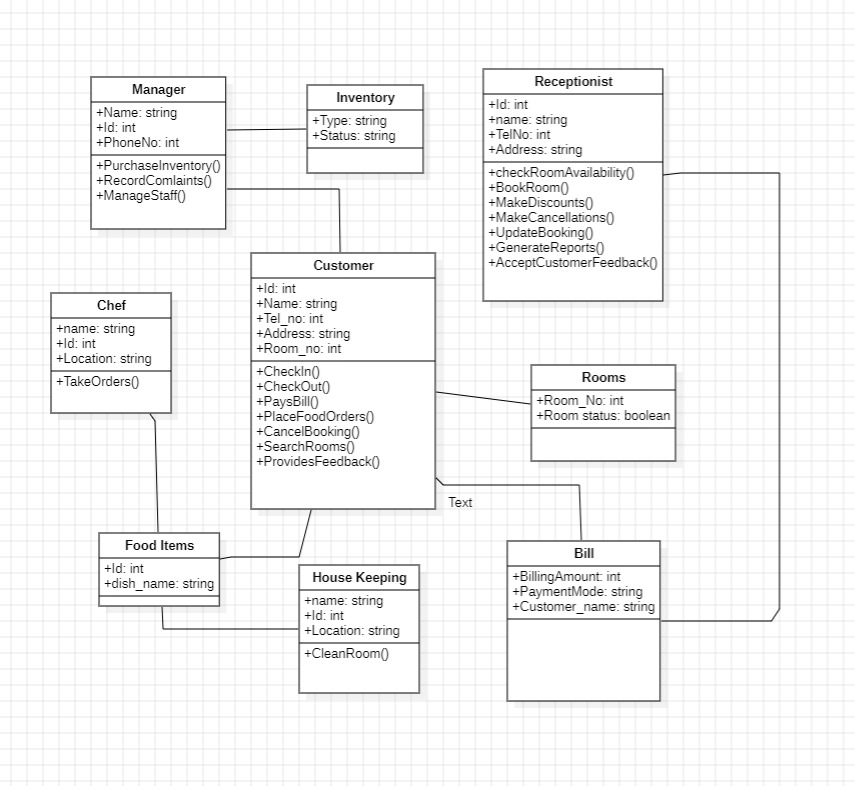 Manager
+Name: string
+Id: int
+PhoneNo: int
+PurchaseInventory()
+RecordComlaints()
+ManageStaff()
Inventory
+Type: string
+Status: string
Receptionist
+Id: int
+name: string
+TelNo: int
+Address: string
+checkRoomAvailability()
+BookRoom()
+MakeDiscounts()
+MakeCancellations()
+UpdateBooking()
+GenerateReports()
+AcceptCustomerFeedback()
Customer
+Id: int
+Name: string
+Tel_no: int
+Address: string
+Room_no: int
+CheckIn()
+CheckOut()
+PaysBill()
+PlaceFoodOrders()
+CancelBooking()
+SearchRooms()
+ProvidesFeedback()
Chef
+name: string
+Id: int
+Location: string
+TakeOrders()
Rooms
+Room_No: int
+Room status: boolean
Text
Food Items
+Id: int
+dish_name: string
House Keeping
+name: string
+Id: int
+Location: string
+CleanRoom()
Bill
+BillingAmount: int
+PaymentMode: string
+Customer_name: string